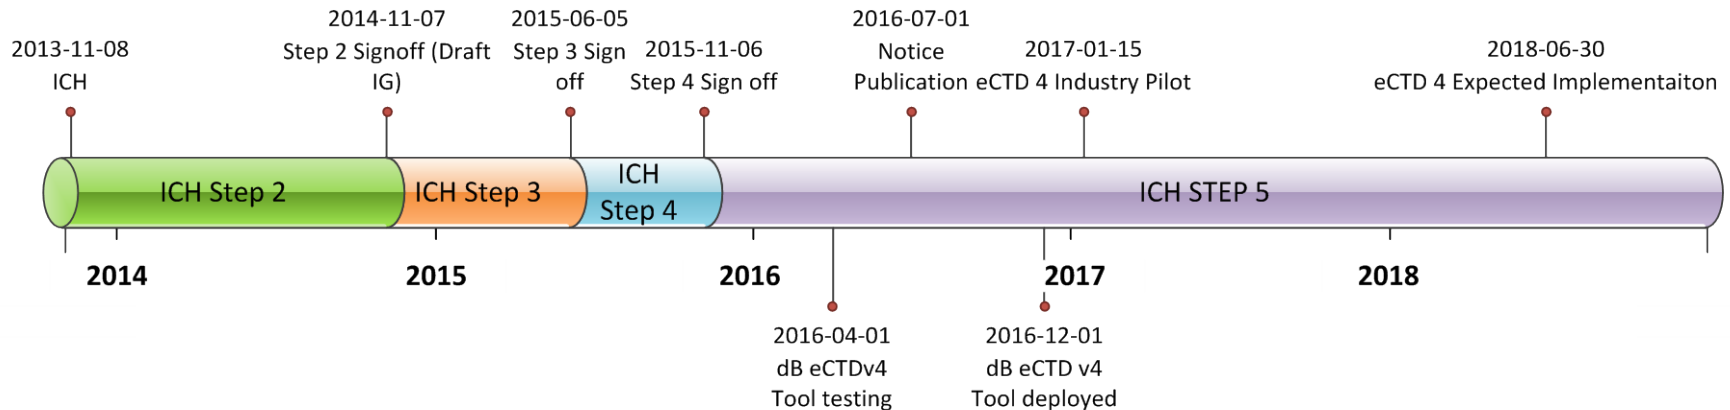 2013-11-08
ICH
2014-11-07
Step 2 Signoff (Draft
IG)
2015-06-05
Step 3 Sign
off
2015-11-06
Step 4 Sign off
2016-07-01
Notice
Publication
2017-01-15
eCTD 4 Industry Pilot
2018-06-30
eCTD 4 Expected Implementaiton
ICH Step 2
ICH Step 3
ICH
Step 4
ICH STEP 5
2014
2015
2016
2017
2018
2016-04-01
dB eCTDv4
Tool testing
2016-12-01
dB eCTD v4
Tool deployed